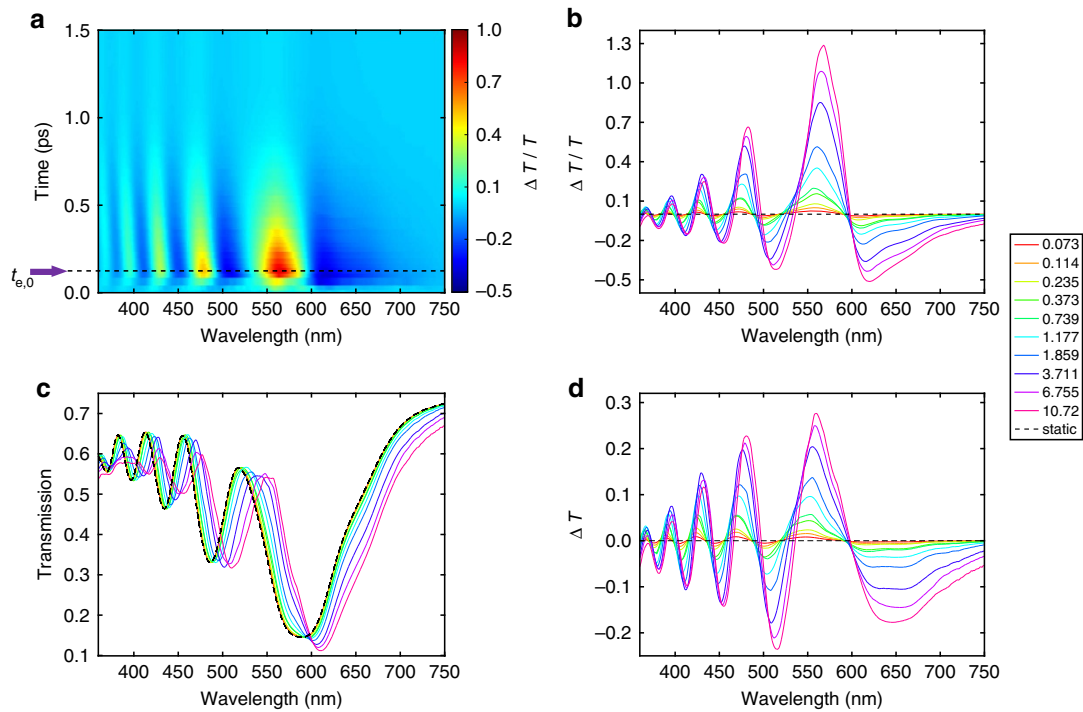 a
1.5
1.0
0.5
0.0
Time (ps)
t e,0
400 450 500 550 600 650 700
Wavelength (nm)
1.0
0.7
0.4
0.1
−0.2
−0.5
Δ T / T
b
1.3
1.0
0.7
0.4
0.1
−0.2
−0.5
Δ T / T
400 450 500 550 600 650 700 750
Wavelength (nm)
0.073
0.114
0.235
0.373
0.739
1.177
1.859
3.711
6.755
10.72
static
c
0.7
0.6
0.5
0.4
0.3
0.2
0.1
Transmission
400 450 500 550 600 650 700 750
Wavelength (nm)
d
0.3
0.2
0.1
0.0
−0.1
−0.2
Δ T
400 450 500 550 600 650 700 750
Wavelength (nm)